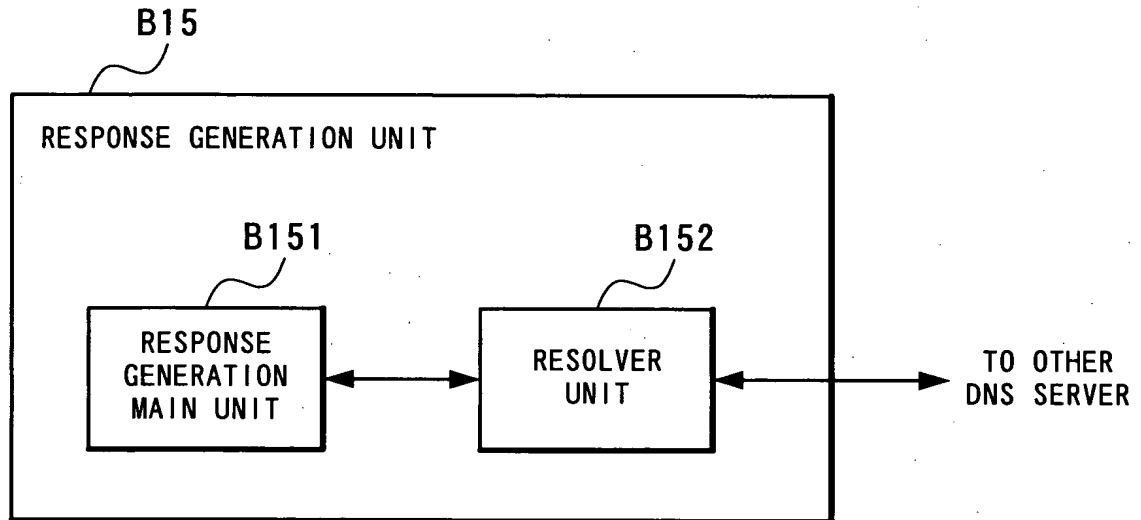 B15
RESPONSE GENERATION UNIT
B151
B152
RESPONSE
GENERATION
MAIN UNIT
RESOLVER
UNIT
TO OTHER
DNS SERVER